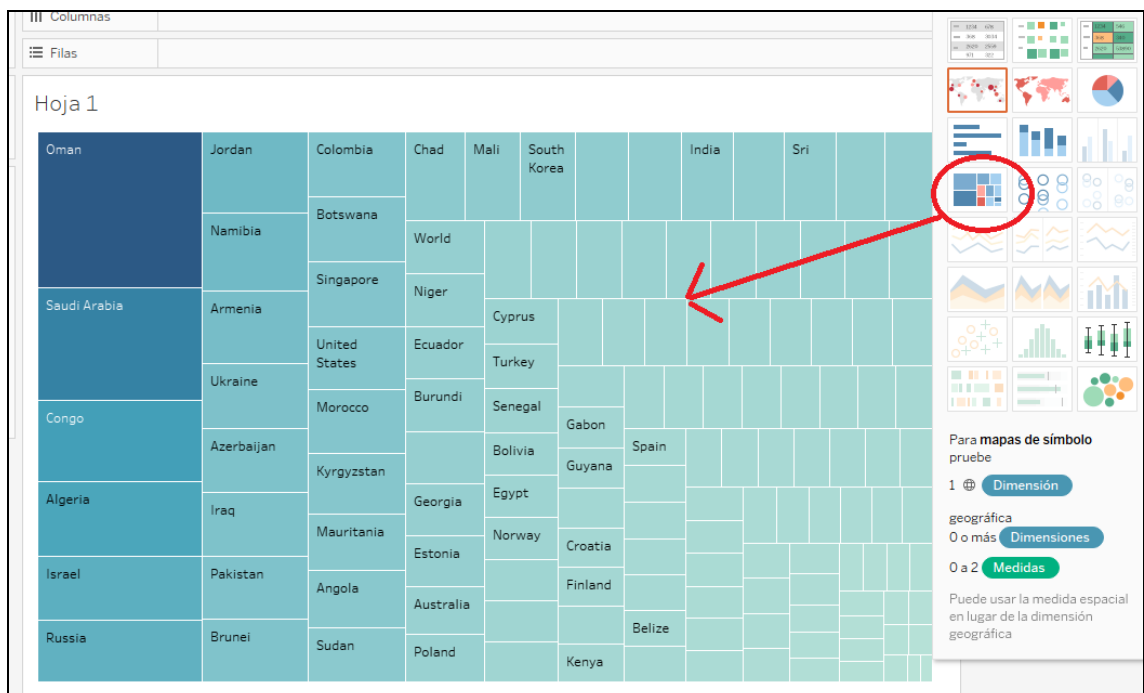 Columnas
Filas
Hoja 1
Oman
Saudi Arabia
Congo
Algeria
Israel
Russia
Jordan
Namibia
Armenia
Ukraine
Azerbaijan
Iraq
Pakistan
Brunei
Colombia
Botswana
Singapore
United
States
Morocco
Kyrgyzstan
Mauritania
Angola
Sudan
Chad
World
Niger
Ecuador
Burundi
Georgia
Estonia
Australia
Poland
Mali
South
Korea
India
Sri
Cyprus
Turkey
Senegal
Bolivia
Egypt
Norway
Gabon
Guyana
Croatia
Finland
Kenya
Spain
Belize
Para mapas de símbolo
pruebe
1 Dimensión
geográfica
0 o más Dimensiones
0 a 2 Medidas
Puede usar la medida espacial
en lugar de la dimensión
geográfica